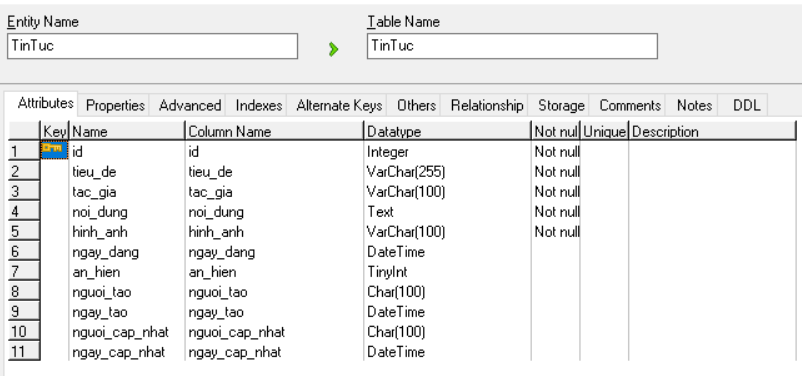 Entity Name Table Name
TinTuc TinTuc
Attributes Properties Advanced Indexes Alternate Keys Others Relationship Storage Comments Notes DDL
Key Name Column Name Datatype Not nul Unique Description
1 id id Integer Not null
2 tieu_de tieu_de VarChar(255) Not null
3 tac_gia tac_gia VarChar(100) Not null
4 noi_dung noi_dung Text Not null
5 hinh_anh hinh_anh VarChar(100) Not null
6 ngay_dang ngay_dang DateTime
7 an_hien an_hien TinyInt
8 nguoi_tao nguoi_tao Char(100)
9 ngay_tao ngay_tao DateTime
10 nguoi_cap_nhat nguoi_cap_nhat Char(100)
11 ngay_cap_nhat ngay_cap_nhat DateTime